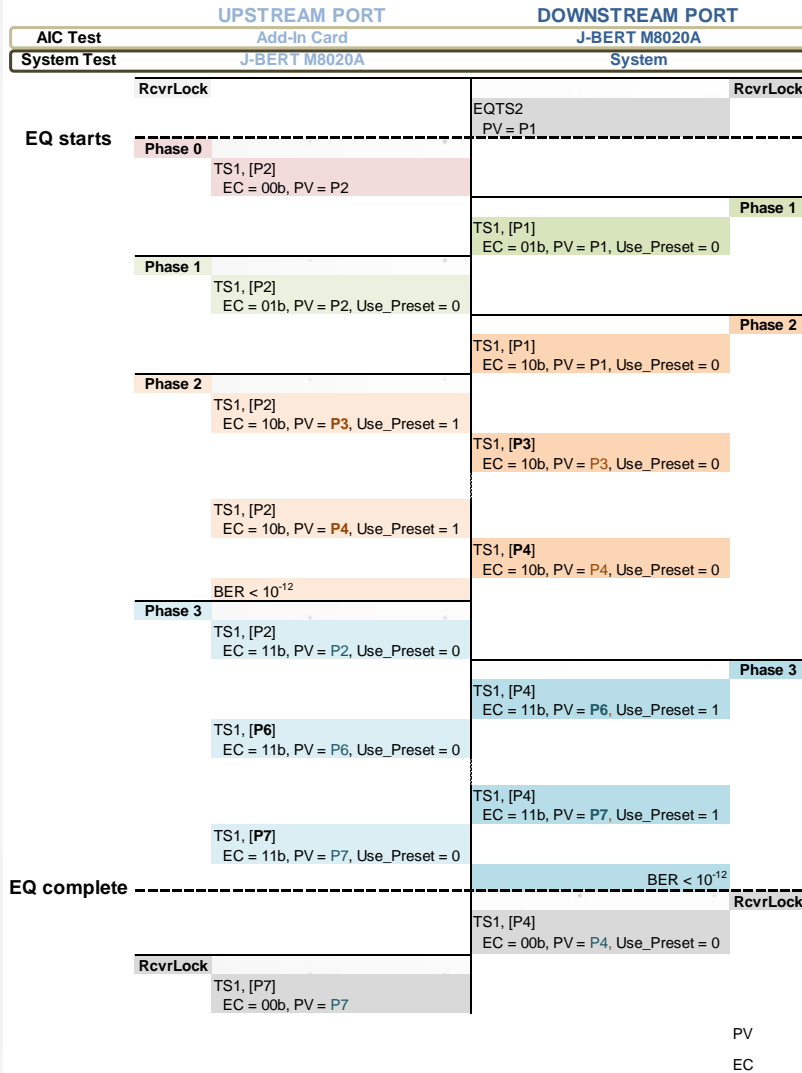 UPSTREAM PORT DOWNSTREAM PORT
AIC Test Add-In Card J-BERT M8020A
System Test J-BERT M8020A System
RcvrLock RcvrLock
EQTS2
PV = P1
EQ starts
Phase 0
TS1, [P2]
EC = 00b, PV = P2
Phase 1
TS1, [P1]
EC = 01b, PV = P1, Use_Preset = 0
Phase 1
TS1, [P2]
EC = 01b, PV = P2, Use_Preset = 0
Phase 2
TS1, [P1]
EC = 10b, PV = P1, Use_Preset = 0
Phase 2
TS1, [P2]
EC = 10b, PV = P3, Use_Preset = 1
TS1, [P3]
EC = 10b, PV = P3, Use_Preset = 0
TS1, [P2]
EC = 10b, PV = P4, Use_Preset = 1
TS1, [P4]
EC = 10b, PV = P4, Use_Preset = 0
BER < 10⁻¹²
Phase 3
TS1, [P2]
EC = 11b, PV = P2, Use_Preset = 0
Phase 3
TS1, [P4]
EC = 11b, PV = P6, Use_Preset = 1
TS1, [P6]
EC = 11b, PV = P6, Use_Preset = 0
TS1, [P4]
EC = 11b, PV = P7, Use_Preset = 1
TS1, [P7]
EC = 11b, PV = P7, Use_Preset = 0
BER < 10⁻¹²
EQ complete
RcvrLock
TS1, [P4]
EC = 00b, PV = P4, Use_Preset = 0
RcvrLock
TS1, [P7]
EC = 00b, PV = P7
PV
EC